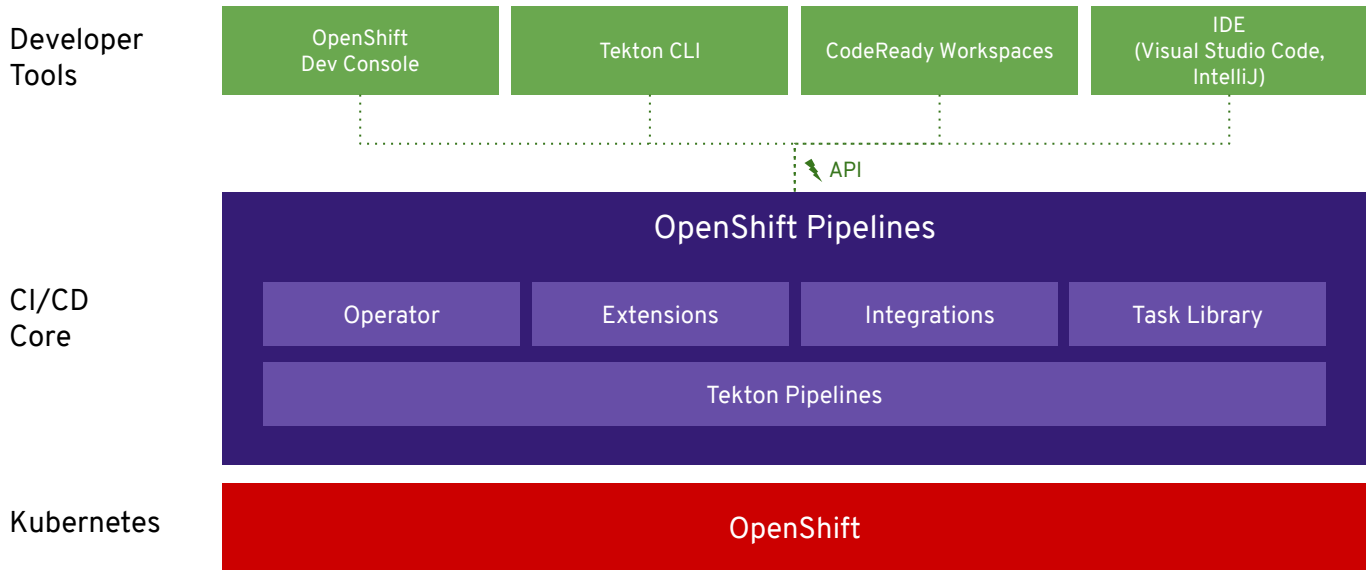 Developer
Tools
OpenShift
Dev Console
Tekton CLI
CodeReady Workspaces
IDE
(Visual Studio Code,
IntelliJ)
API
OpenShift Pipelines
CI/CD
Core
Operator
Extensions
Integrations
Task Library
Tekton Pipelines
Kubernetes
OpenShift